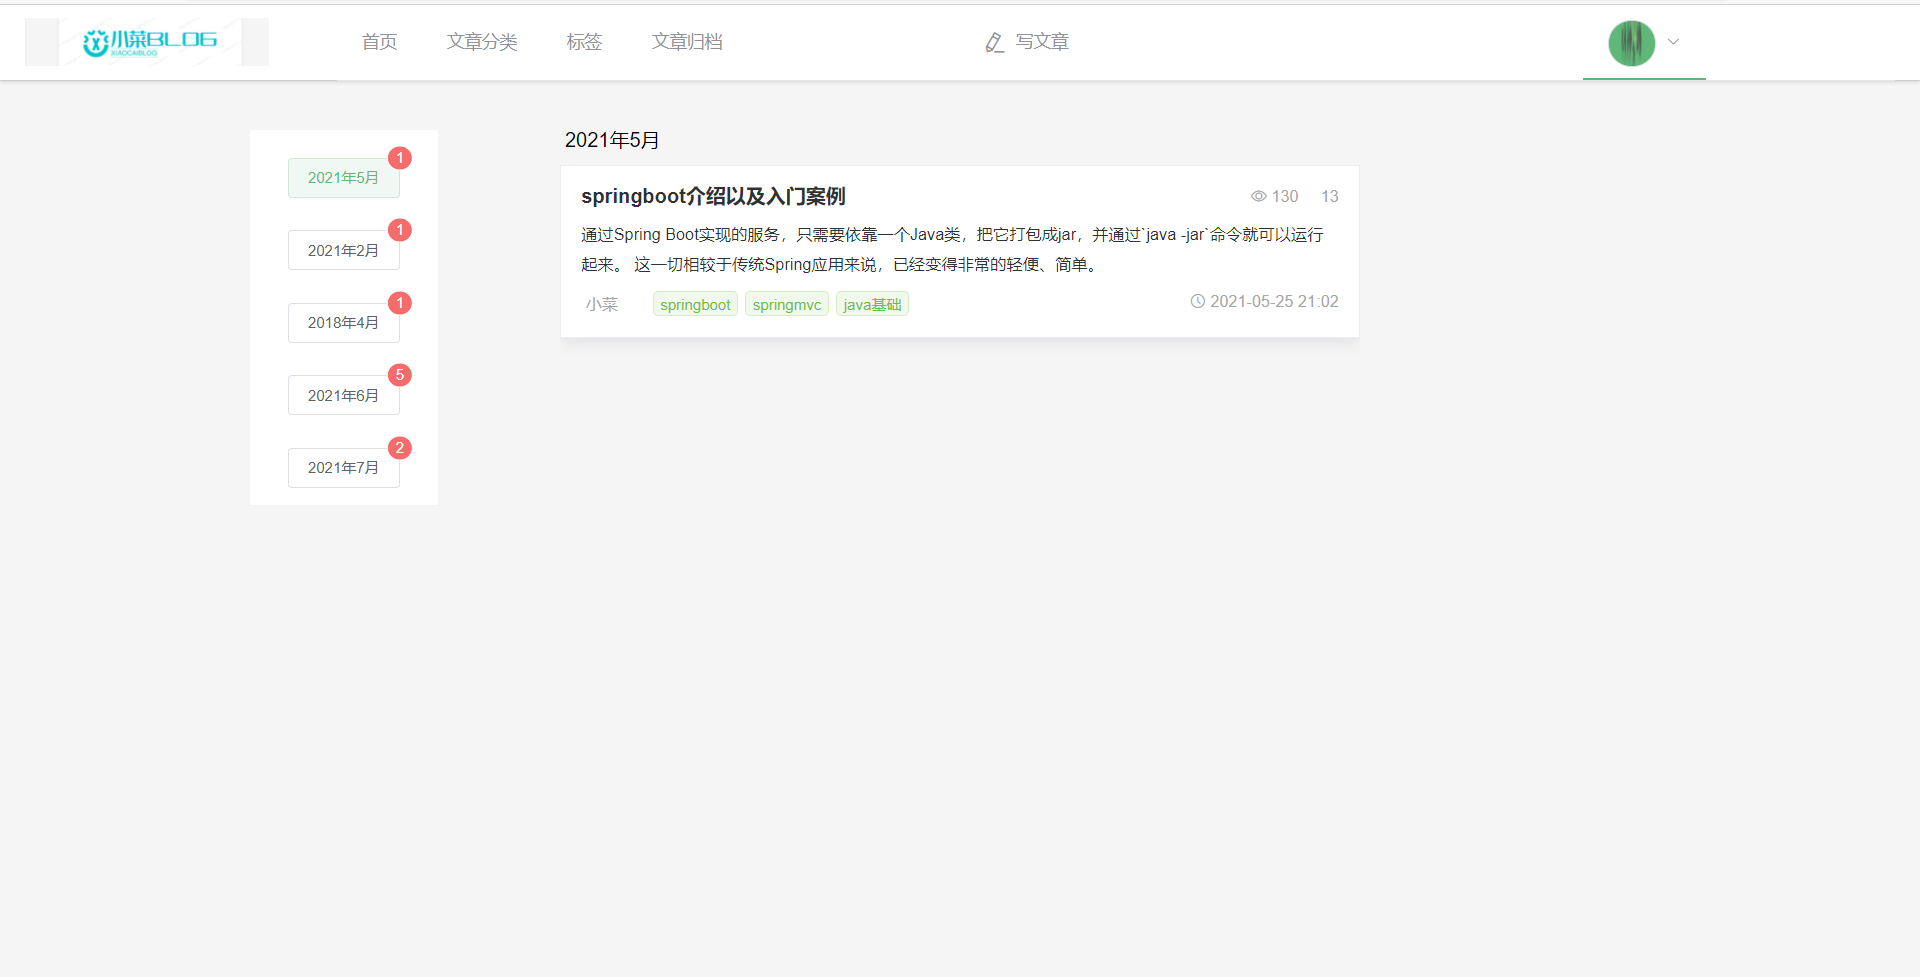 小菜BLOG
XIAOCAIBLOG
首页 文章分类 标签 文章归档 写文章
2021年5月 1
2021年2月 1
2018年4月 1
2021年6月 5
2021年7月 2
2021年5月
springboot介绍以及入门案例 130 13
通过Spring Boot实现的服务，只需要依靠一个Java类，把它打包成jar，并通过`java -jar`命令就可以运行
起来。 这一切相较于传统Spring应用来说，已经变得非常的轻便、简单。
小菜 springboot springmvc java基础 2021-05-25 21:02